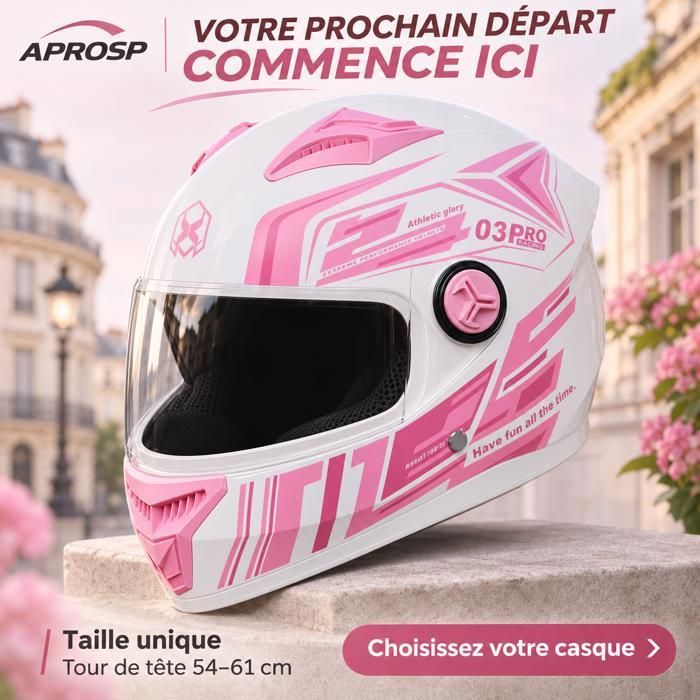 APROSP
VOTRE PROCHAIN DÉPART
COMMENCE ICI
Athletic glory
EXTREME PERFORMANCE HELMETS
03PRO
RACING
Have fun all the time.
Taille unique
Tour de tête 54–61 cm
Choisissez votre casque